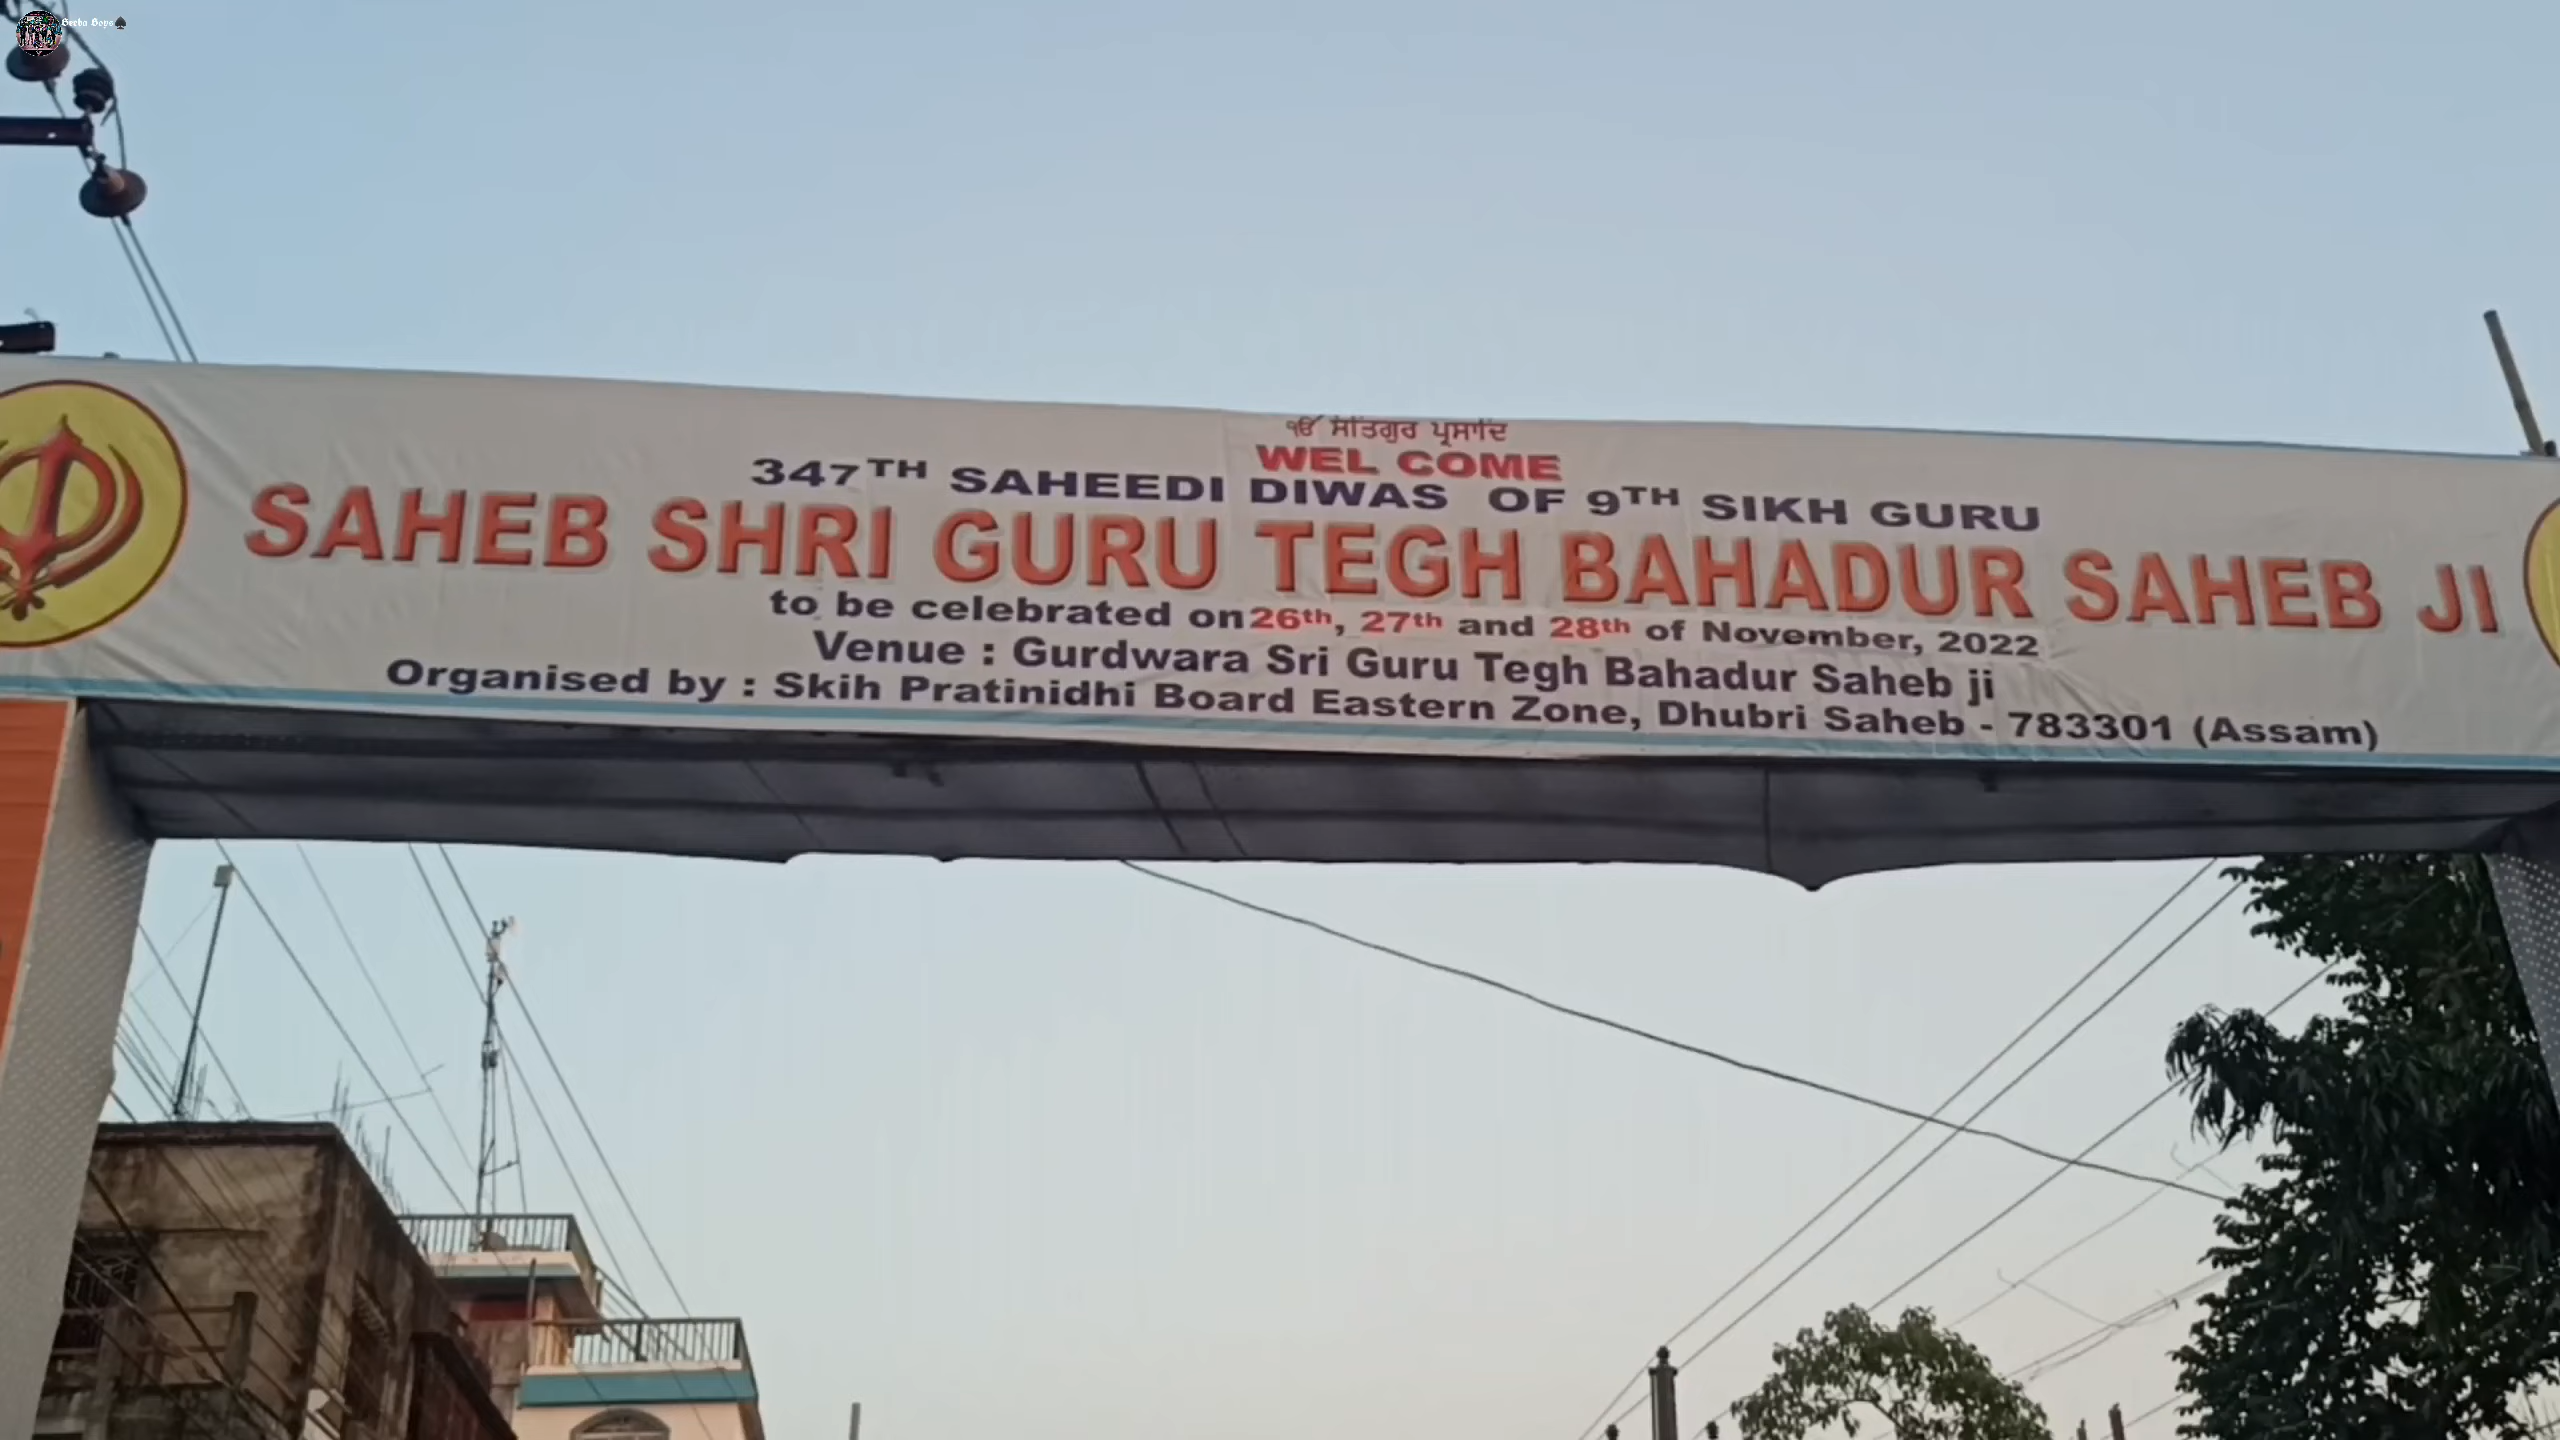 Geeba Boys♠
ੴ ਸਤਿਗੁਰ ਪ੍ਰਸਾਦਿ
WEL COME
347TH SAHEEDI DIWAS OF 9TH SIKH GURU
SAHEB SHRI GURU TEGH BAHADUR SAHEB JI
to be celebrated on 26th, 27th and 28th of November, 2022
Venue : Gurdwara Sri Guru Tegh Bahadur Saheb ji
Organised by : Skih Pratinidhi Board Eastern Zone, Dhubri Saheb - 783301 (Assam)